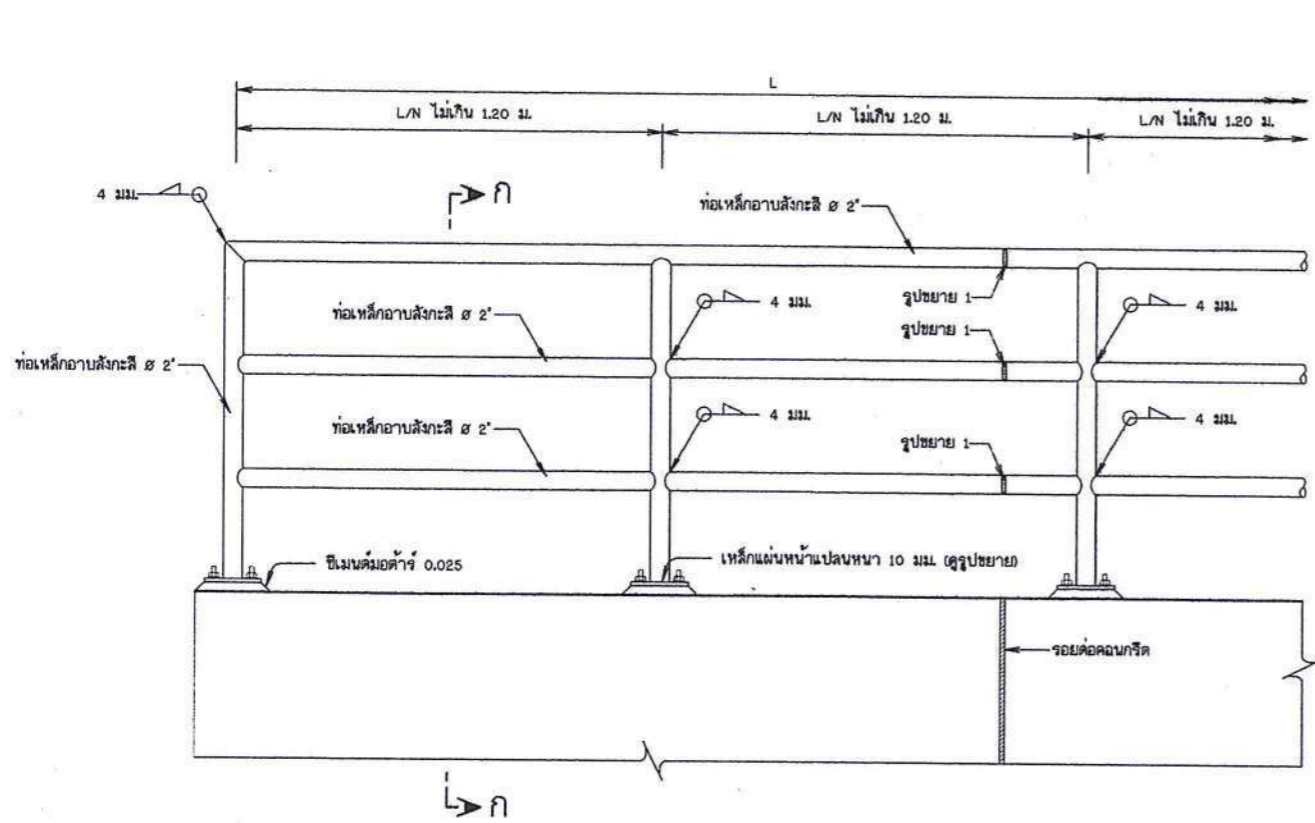 L
L/N ไม่เกิน 1.20 ม.
L/N ไม่เกิน 1.20 ม.
L/N ไม่เกิน 1.20 ม.
4 มม.
ก
ท่อเหล็กอาบสังกะสี ø 2"
ท่อเหล็กอาบสังกะสี ø 2"
4 มม.
รูปขยาย 1
4 มม.
รูปขยาย 1
ท่อเหล็กอาบสังกะสี ø 2"
ท่อเหล็กอาบสังกะสี ø 2"
4 มม.
รูปขยาย 1
4 มม.
ซีเมนต์มอต้าร์ 0.025
เหล็กแผ่นหน้าแปลนหนา 10 มม. (ดูรูปขยาย)
รอยต่อคอนกรีต
ก